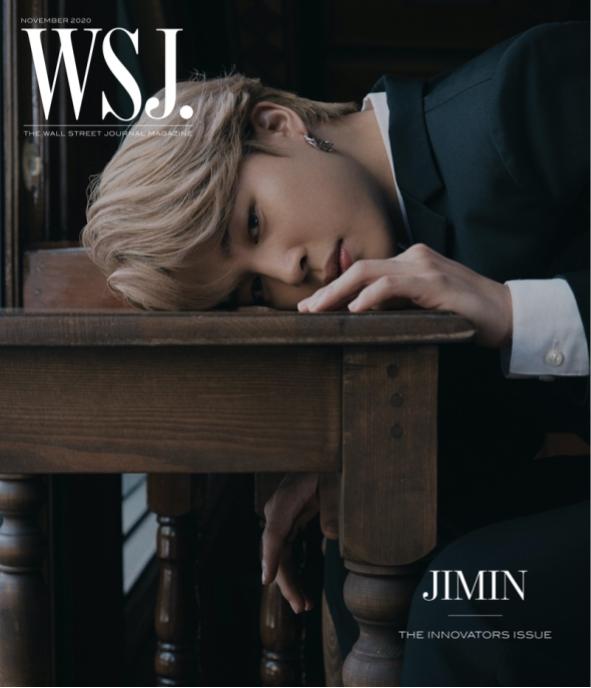 NOVEMBER 2020
WSJ.
THE WALL STREET JOURNAL MAGAZINE
JIMIN
THE INNOVATORS ISSUE